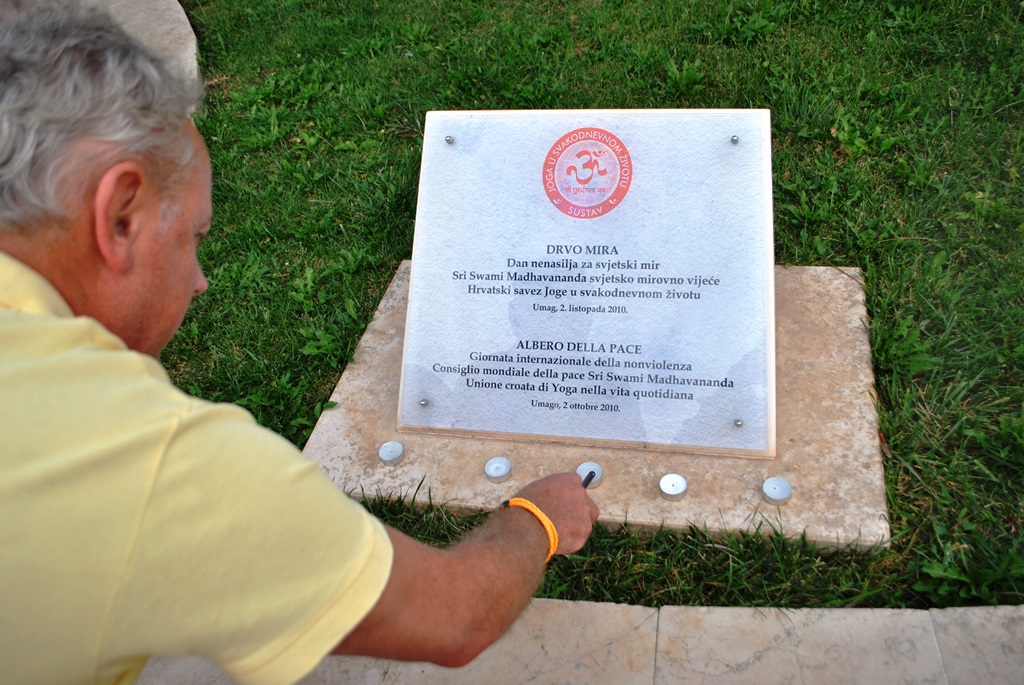 JOGA U SVAKODNEVNOM ŽIVOTU
SUSTAV
ॐ
DRVO MIRA
Dan nenasilja za svjetski mir
Sri Swami Madhavananda svjetsko mirovno vijeće
Hrvatski savez Joge u svakodnevnom životu
Umag, 2. listopada 2010.
ALBERO DELLA PACE
Giornata internazionale della nonviolenza
Consiglio mondiale della pace Sri Swami Madhavananda
Unione croata di Yoga nella vita quotidiana
Umago, 2 ottobre 2010.